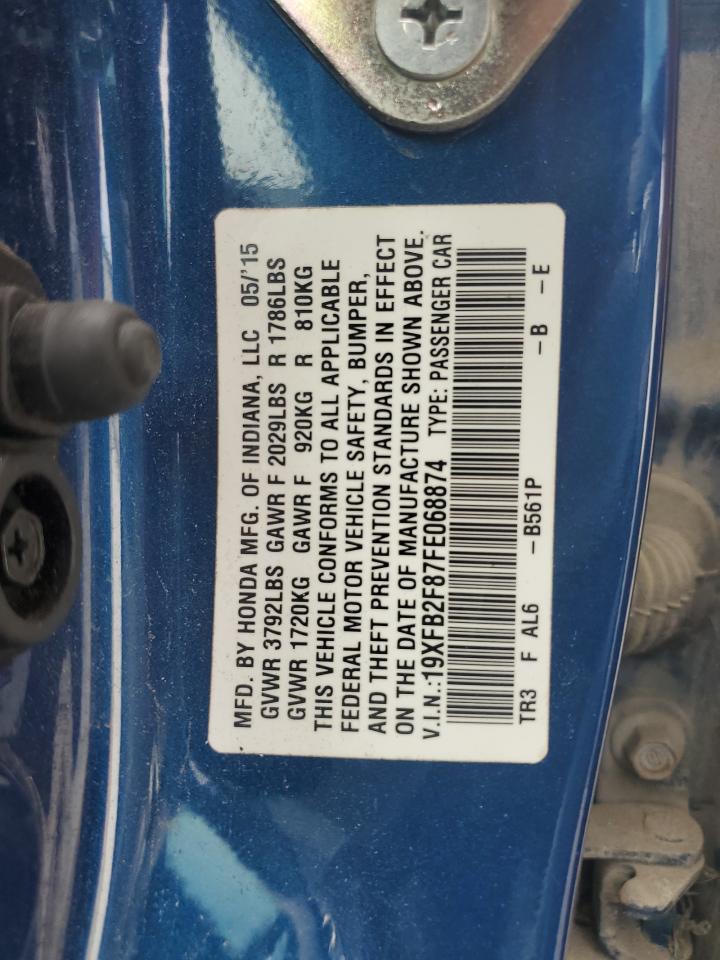 MFD. BY HONDA MFG. OF INDIANA, LLC 05/'15
GVWR 3792LBS GAWR F 2029LBS R 1786LBS
GVWR 1720KG GAWR F 920KG R 810KG
THIS VEHICLE CONFORMS TO ALL APPLICABLE
FEDERAL MOTOR VEHICLE SAFETY, BUMPER,
AND THEFT PREVENTION STANDARDS IN EFFECT
ON THE DATE OF MANUFACTURE SHOWN ABOVE.
V.I.N.:19XFB2F87FE068874 TYPE: PASSENGER CAR
TR3 F AL6 -B561P -B -E